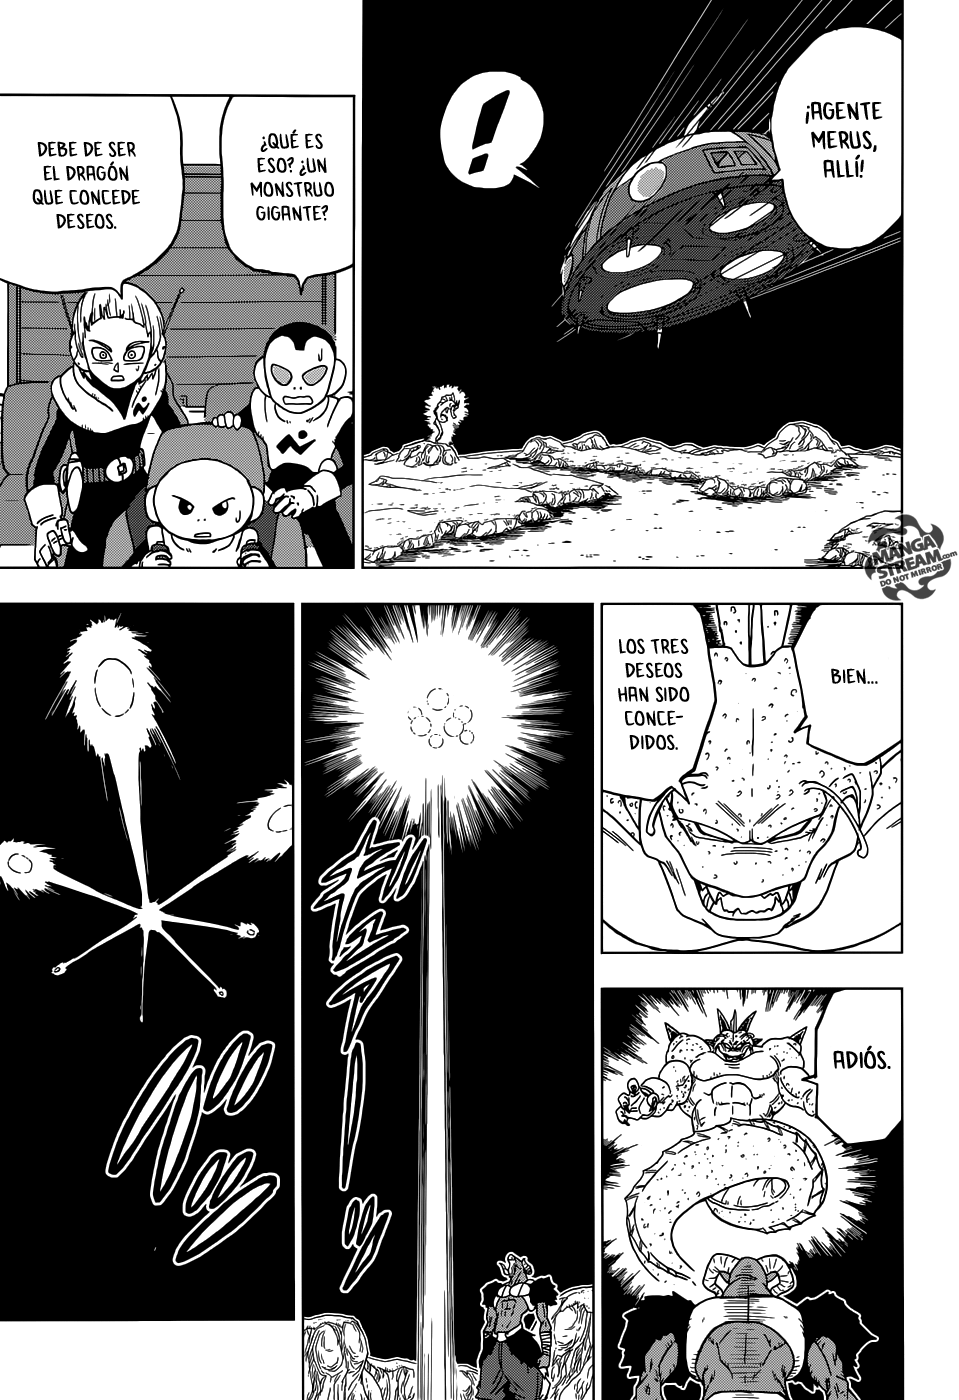 ¡AGENTE
MERUS,
ALLÍ!
!
¿QUÉ ES
ESO? ¿UN
MONSTRUO
GIGANTE?
DEBE DE SER
EL DRAGÓN
QUE CONCEDE
DESEOS.
MANGA
STREAM.com
DO NOT MIRROR
BIEN...
LOS TRES
DESEOS
HAN SIDO
CONCE-
DIDOS.
ADIÓS.